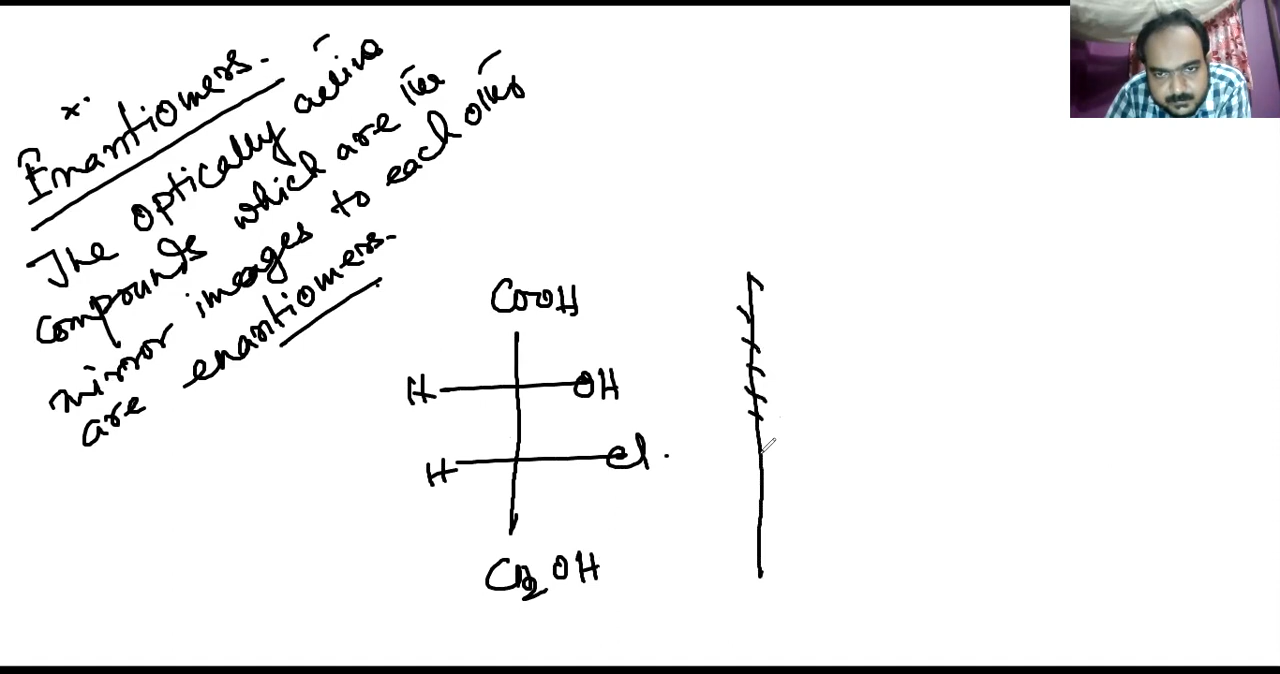 Enantiomers.
The optically active
compounds which are the
mirror images to each other
are enantiomers.
COOH
H OH
H Cl.
CH2OH